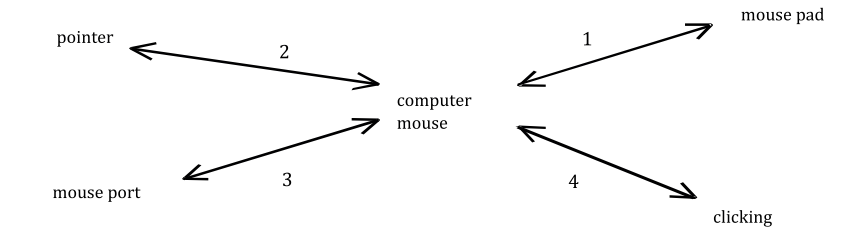 mouse pad
pointer
2
1
computer
mouse
mouse port
3
4
clicking